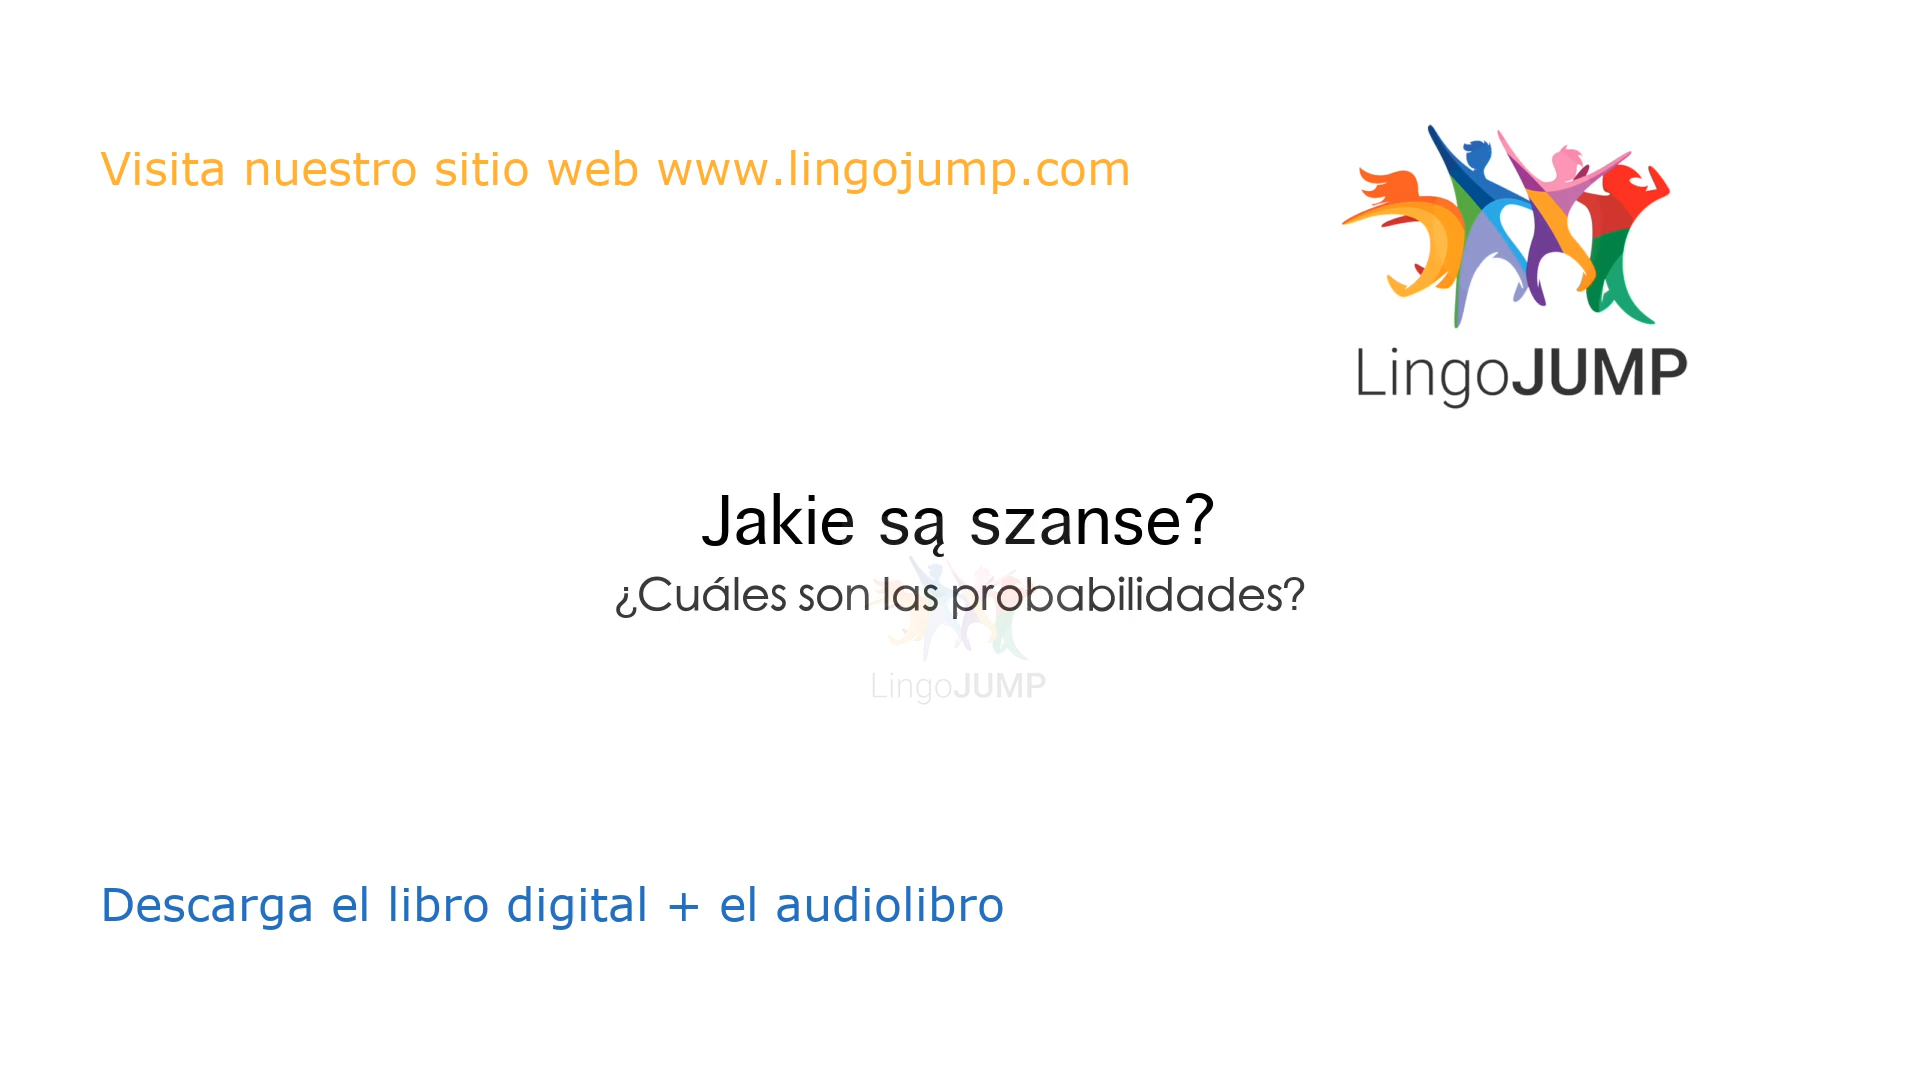 Visita nuestro sitio web www.lingojump.com
LingoJUMP
Jakie są szanse?
¿Cuáles son las probabilidades?
LingoJUMP
Descarga el libro digital + el audiolibro